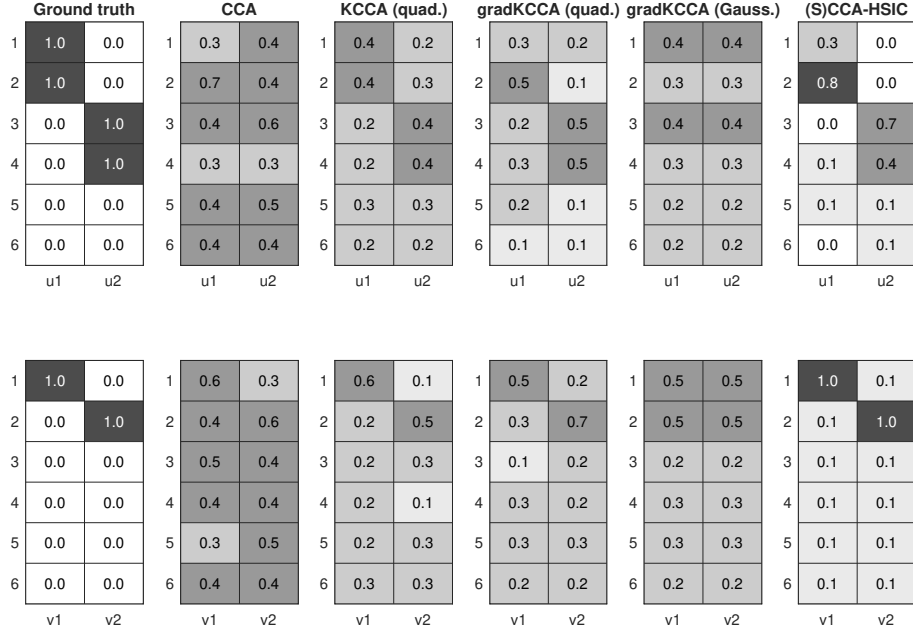 Ground truth CCA KCCA (quad.) gradKCCA (quad.) gradKCCA (Gauss.) (S)CCA-HSIC
1 1.0 0.0 1 0.3 0.4 1 0.4 0.2 1 0.3 0.2 1 0.4 0.4 1 0.3 0.0
2 1.0 0.0 2 0.7 0.4 2 0.4 0.3 2 0.5 0.1 2 0.3 0.3 2 0.8 0.0
3 0.0 1.0 3 0.4 0.6 3 0.2 0.4 3 0.2 0.5 3 0.4 0.4 3 0.0 0.7
4 0.0 1.0 4 0.3 0.3 4 0.2 0.4 4 0.3 0.5 4 0.3 0.3 4 0.1 0.4
5 0.0 0.0 5 0.4 0.5 5 0.3 0.3 5 0.2 0.1 5 0.2 0.2 5 0.1 0.1
6 0.0 0.0 6 0.4 0.4 6 0.2 0.2 6 0.1 0.1 6 0.2 0.2 6 0.0 0.1
u1 u2 u1 u2 u1 u2 u1 u2 u1 u2 u1 u2
1 1.0 0.0 1 0.6 0.3 1 0.6 0.1 1 0.5 0.2 1 0.5 0.5 1 1.0 0.1
2 0.0 1.0 2 0.4 0.6 2 0.2 0.5 2 0.3 0.7 2 0.5 0.5 2 0.1 1.0
3 0.0 0.0 3 0.5 0.4 3 0.2 0.3 3 0.1 0.2 3 0.2 0.2 3 0.1 0.1
4 0.0 0.0 4 0.4 0.4 4 0.2 0.1 4 0.3 0.2 4 0.3 0.3 4 0.1 0.1
5 0.0 0.0 5 0.3 0.5 5 0.2 0.3 5 0.3 0.3 5 0.3 0.3 5 0.1 0.1
6 0.0 0.0 6 0.4 0.4 6 0.3 0.3 6 0.2 0.2 6 0.2 0.2 6 0.1 0.1
v1 v2 v1 v2 v1 v2 v1 v2 v1 v2 v1 v2